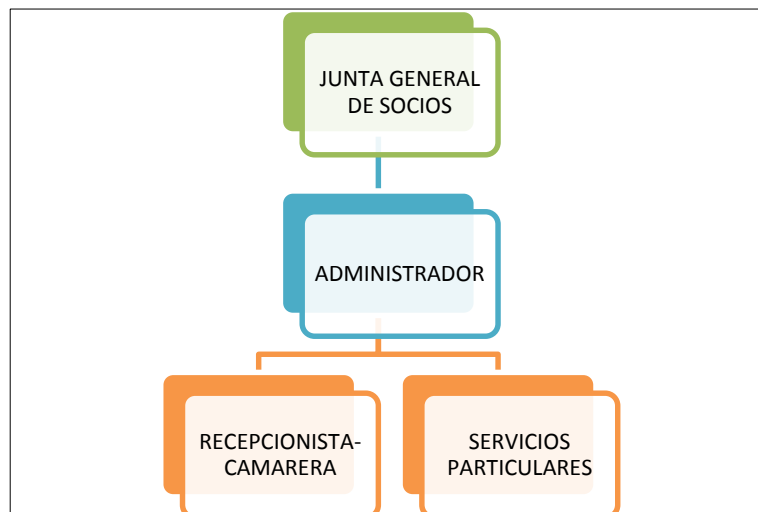 JUNTA GENERAL
DE SOCIOS
ADMINISTRADOR
RECEPCIONISTA-
CAMARERA
SERVICIOS
PARTICULARES